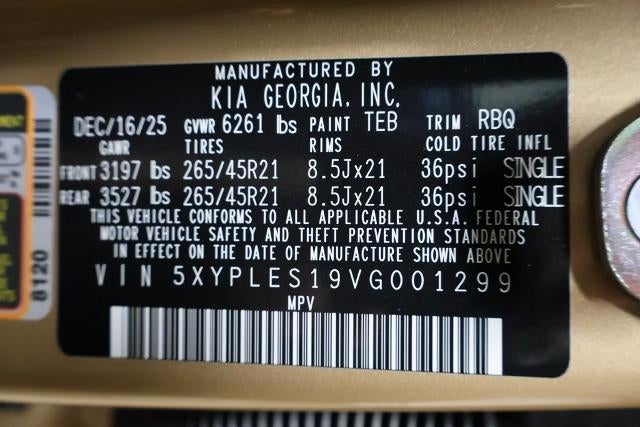 MANUFACTURED BY
KIA GEORGIA. INC.
DEC/16/25 GVWR 6261 lbs PAINT TEB TRIM RBQ
GAWR TIRES RIMS COLD TIRE INFL
FRONT 3197 lbs 265/45R21 8.5Jx21 36psi SINGLE
REAR 3527 lbs 265/45R21 8.5Jx21 36psi SINGLE
THIS VEHICLE CONFORMS TO ALL APPLICABLE U.S.A. FEDERAL
MOTOR VEHICLE SAFETY AND THEFT PREVENTION STANDARDS
IN EFFECT ON THE DATE OF MANUFACTURE SHOWN ABOVE
VIN 5XYPLES19VG001299
MPV
8120